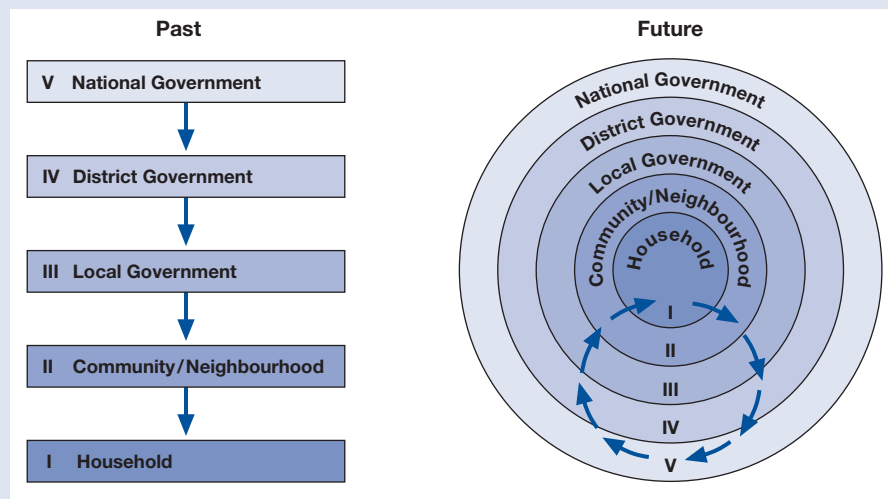 Past
V National Government
IV District Government
III Local Government
II Community/Neighbourhood
I Household
Future
National Government
District Government
Local Government
Community/Neighbourhood
Household
I
II
III
IV
V